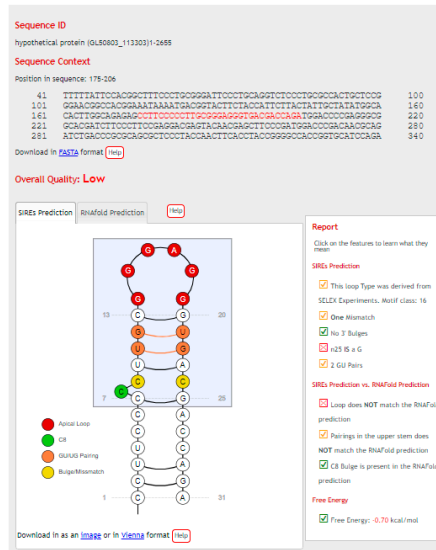 Sequence ID
hypothetical protein (GL50803_113303)1-2655
Sequence Context
Position in sequence: 175-206
41 TTTTTATTCCACGGCTTCCCTGCGGGGATTCCCTGCAGGTCTCCCTGCGCCACTGCTCCG 100
101 GGAACGGCCACGGAAATAAAATGACGGTACTTCTACCATTCTTACTATTGCTATATGGCA 160
161 CACTTGGCAGAGAGCCTTCCCCCTTGCGGGAGGGTGACGACCAGATGGACCCCGAGGGCG 220
221 GCACGATCTTCCCTTCCGAGGACGAGTACAACGAGCTTCCCGATGGACCCGACAACGCAG 280
281 ATCTGACCCGCAGCGCTCCCTACCAACTTCACCTACCGGGGCCACCGGTGCATCCAGA 340
Download in FASTA format Help
Overall Quality: Low
SIREs Prediction RNAfold Prediction Help
G A
G G
G G
13 C G 20
G U
U G
U A
C C
C
7 C G 25
C A
C C
U C
U A
C G
1 C A 31
Apical Loop
C8
GU/UG Pairing
Bulge/Mismatch
Download in as an image or in Vienna format Help
Report
Click on the features to learn what they
mean
SIREs Prediction
This loop Type was derived from
SELEX Experiments, Motif class: 16
One Mismatch
No 3' Bulges
n25 IS a G
2 GU Pairs
SIREs Prediction vs. RNAFold Prediction
Loop does NOT match the RNAFol
prediction
Pairings in the upper stem does
NOT match the RNAFold prediction
C8 Bulge is present in the RNAFol
prediction
Free Energy
Free Energy: -0.70 kcal/mol